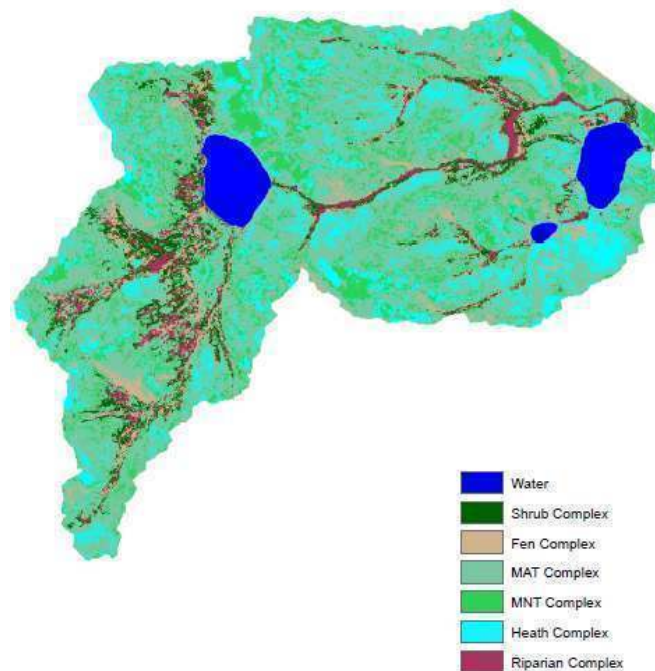 Water
Shrub Complex
Fen Complex
MAT Complex
MNT Complex
Heath Complex
Riparian Complex